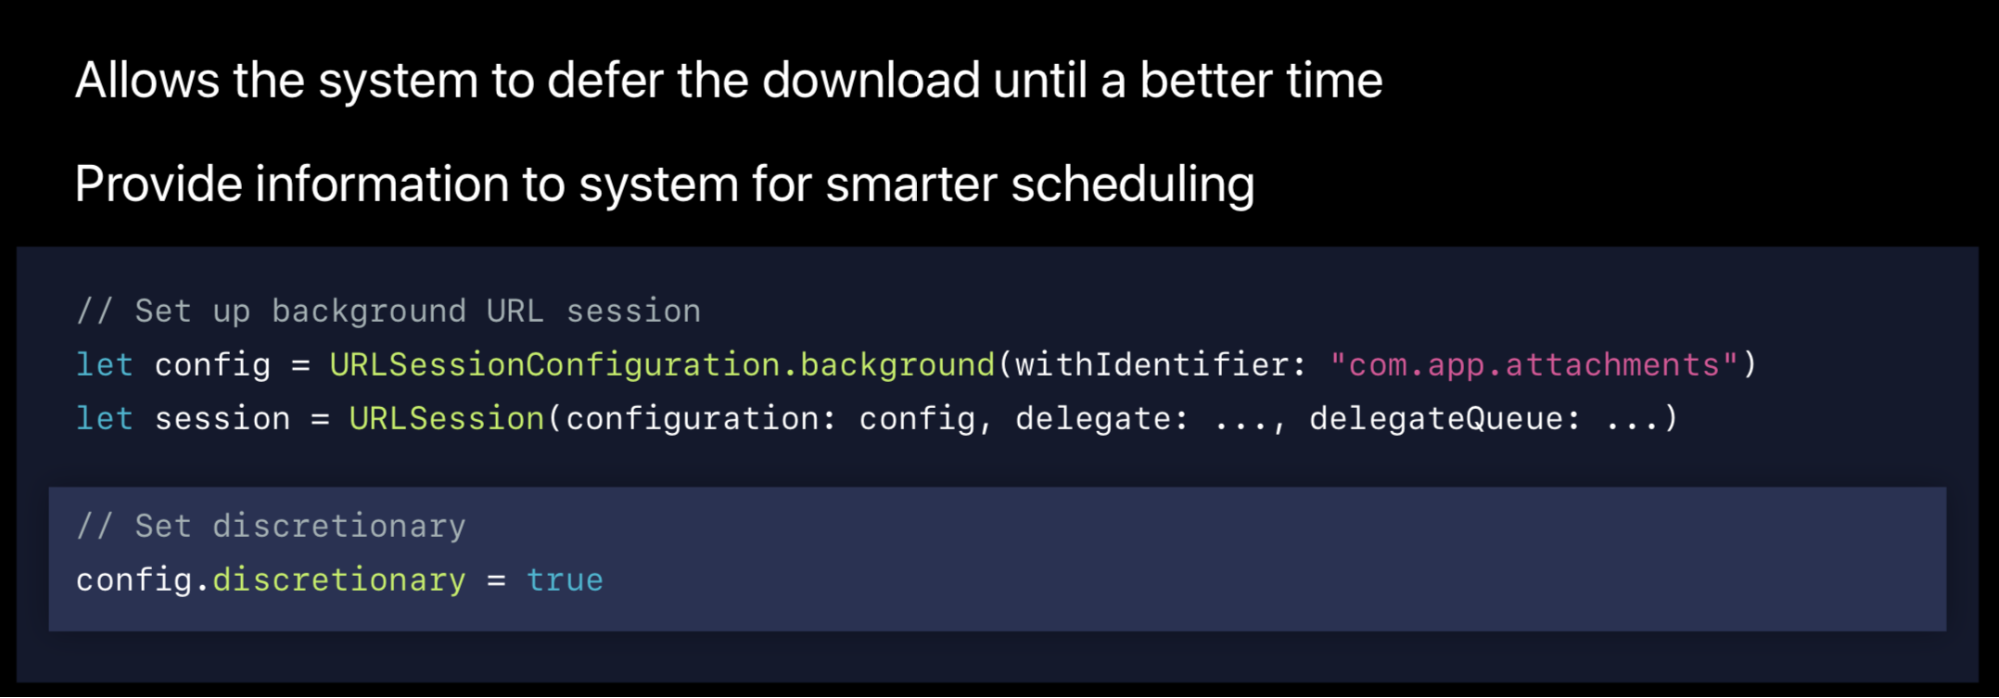 Allows the system to defer the download until a better time
Provide information to system for smarter scheduling
// Set up background URL session
let config = URLSessionConfiguration.background(withIdentifier: "com.app.attachments")
let session = URLSession(configuration: config, delegate: ..., delegateQueue: ...)
// Set discretionary
config.discretionary = true